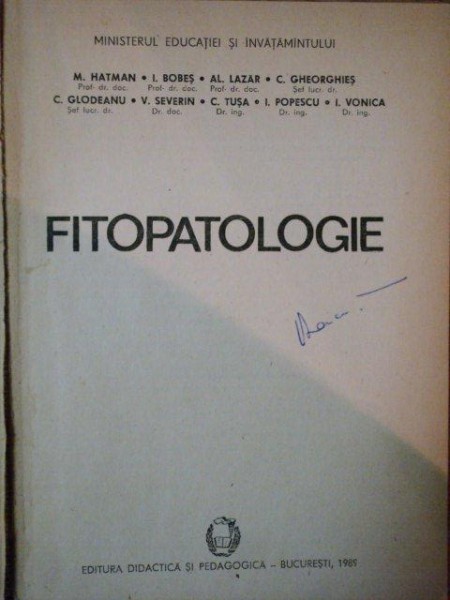 MINISTERUL EDUCAȚIEI ȘI ÎNVĂȚĂMÎNTULUI
M. HATMAN • I. BOBEȘ • AL. LAZĂR • C. GHEORGHIEȘ
Prof. dr. doc. Prof. dr. doc. Prof. dr. doc. Șef lucr. dr.
C. GLODEANU • V. SEVERIN • C. TUȘA • I. POPESCU • I. VONICA
Șef lucr. dr. Dr. doc. Dr. ing. Dr. ing. Dr. ing.
FITOPATOLOGIE
EDITURA DIDACTICĂ ȘI PEDAGOGICĂ – BUCUREȘTI, 1989